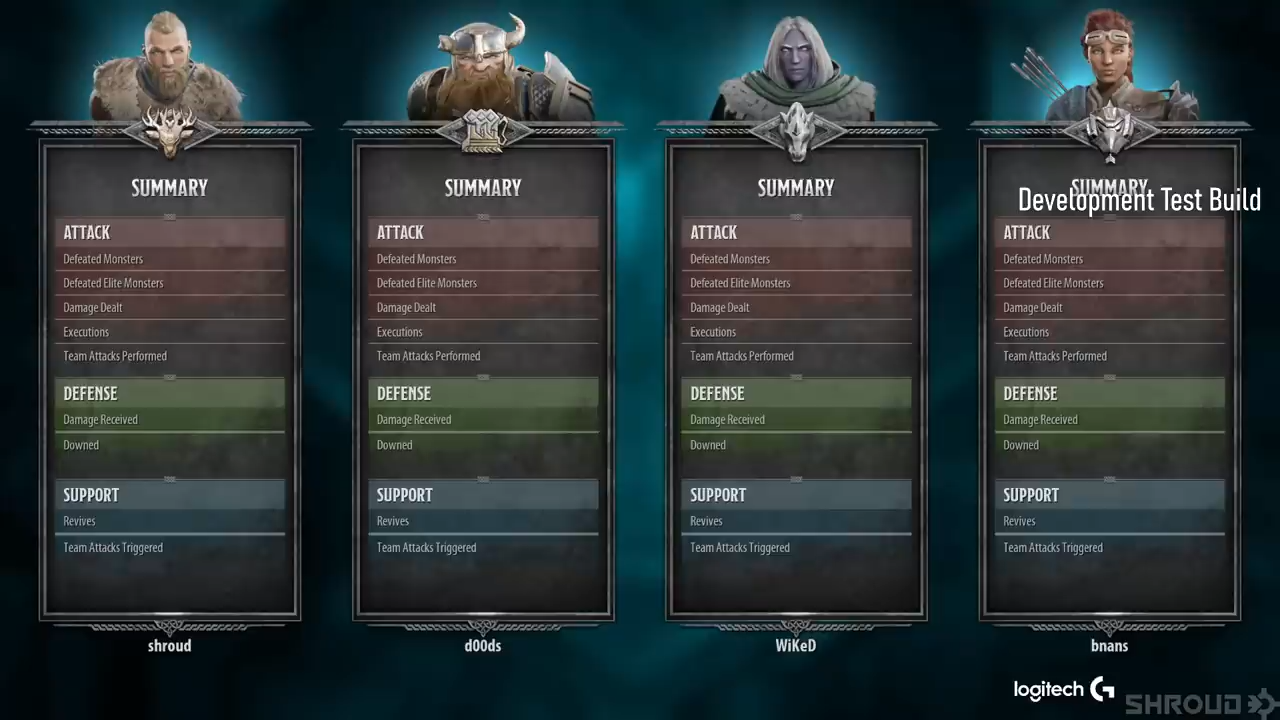 SUMMARY
ATTACK
Defeated Monsters
Defeated Elite Monsters
Damage Dealt
Executions
Team Attacks Performed
DEFENSE
Damage Received
Downed
SUPPORT
Revives
Team Attacks Triggered
shroud
SUMMARY
ATTACK
Defeated Monsters
Defeated Elite Monsters
Damage Dealt
Executions
Team Attacks Performed
DEFENSE
Damage Received
Downed
SUPPORT
Revives
Team Attacks Triggered
d00ds
SUMMARY
ATTACK
Defeated Monsters
Defeated Elite Monsters
Damage Dealt
Executions
Team Attacks Performed
DEFENSE
Damage Received
Downed
SUPPORT
Revives
Team Attacks Triggered
WiKeD
SUMMARY
Development Test Build
ATTACK
Defeated Monsters
Defeated Elite Monsters
Damage Dealt
Executions
Team Attacks Performed
DEFENSE
Damage Received
Downed
SUPPORT
Revives
Team Attacks Triggered
bnans
logitech G
SHROUD